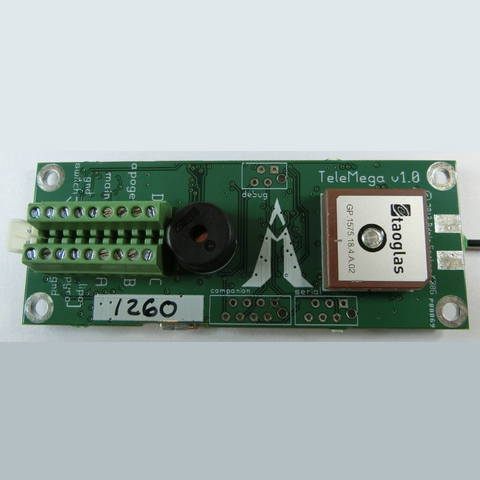 TeleMega v1.0
debug
apogee
main
gnd
switch
D
taoglas
GP.1575.18.4.A.02
C
B
A
lipo
pyro
gnd
1260
companion
serial